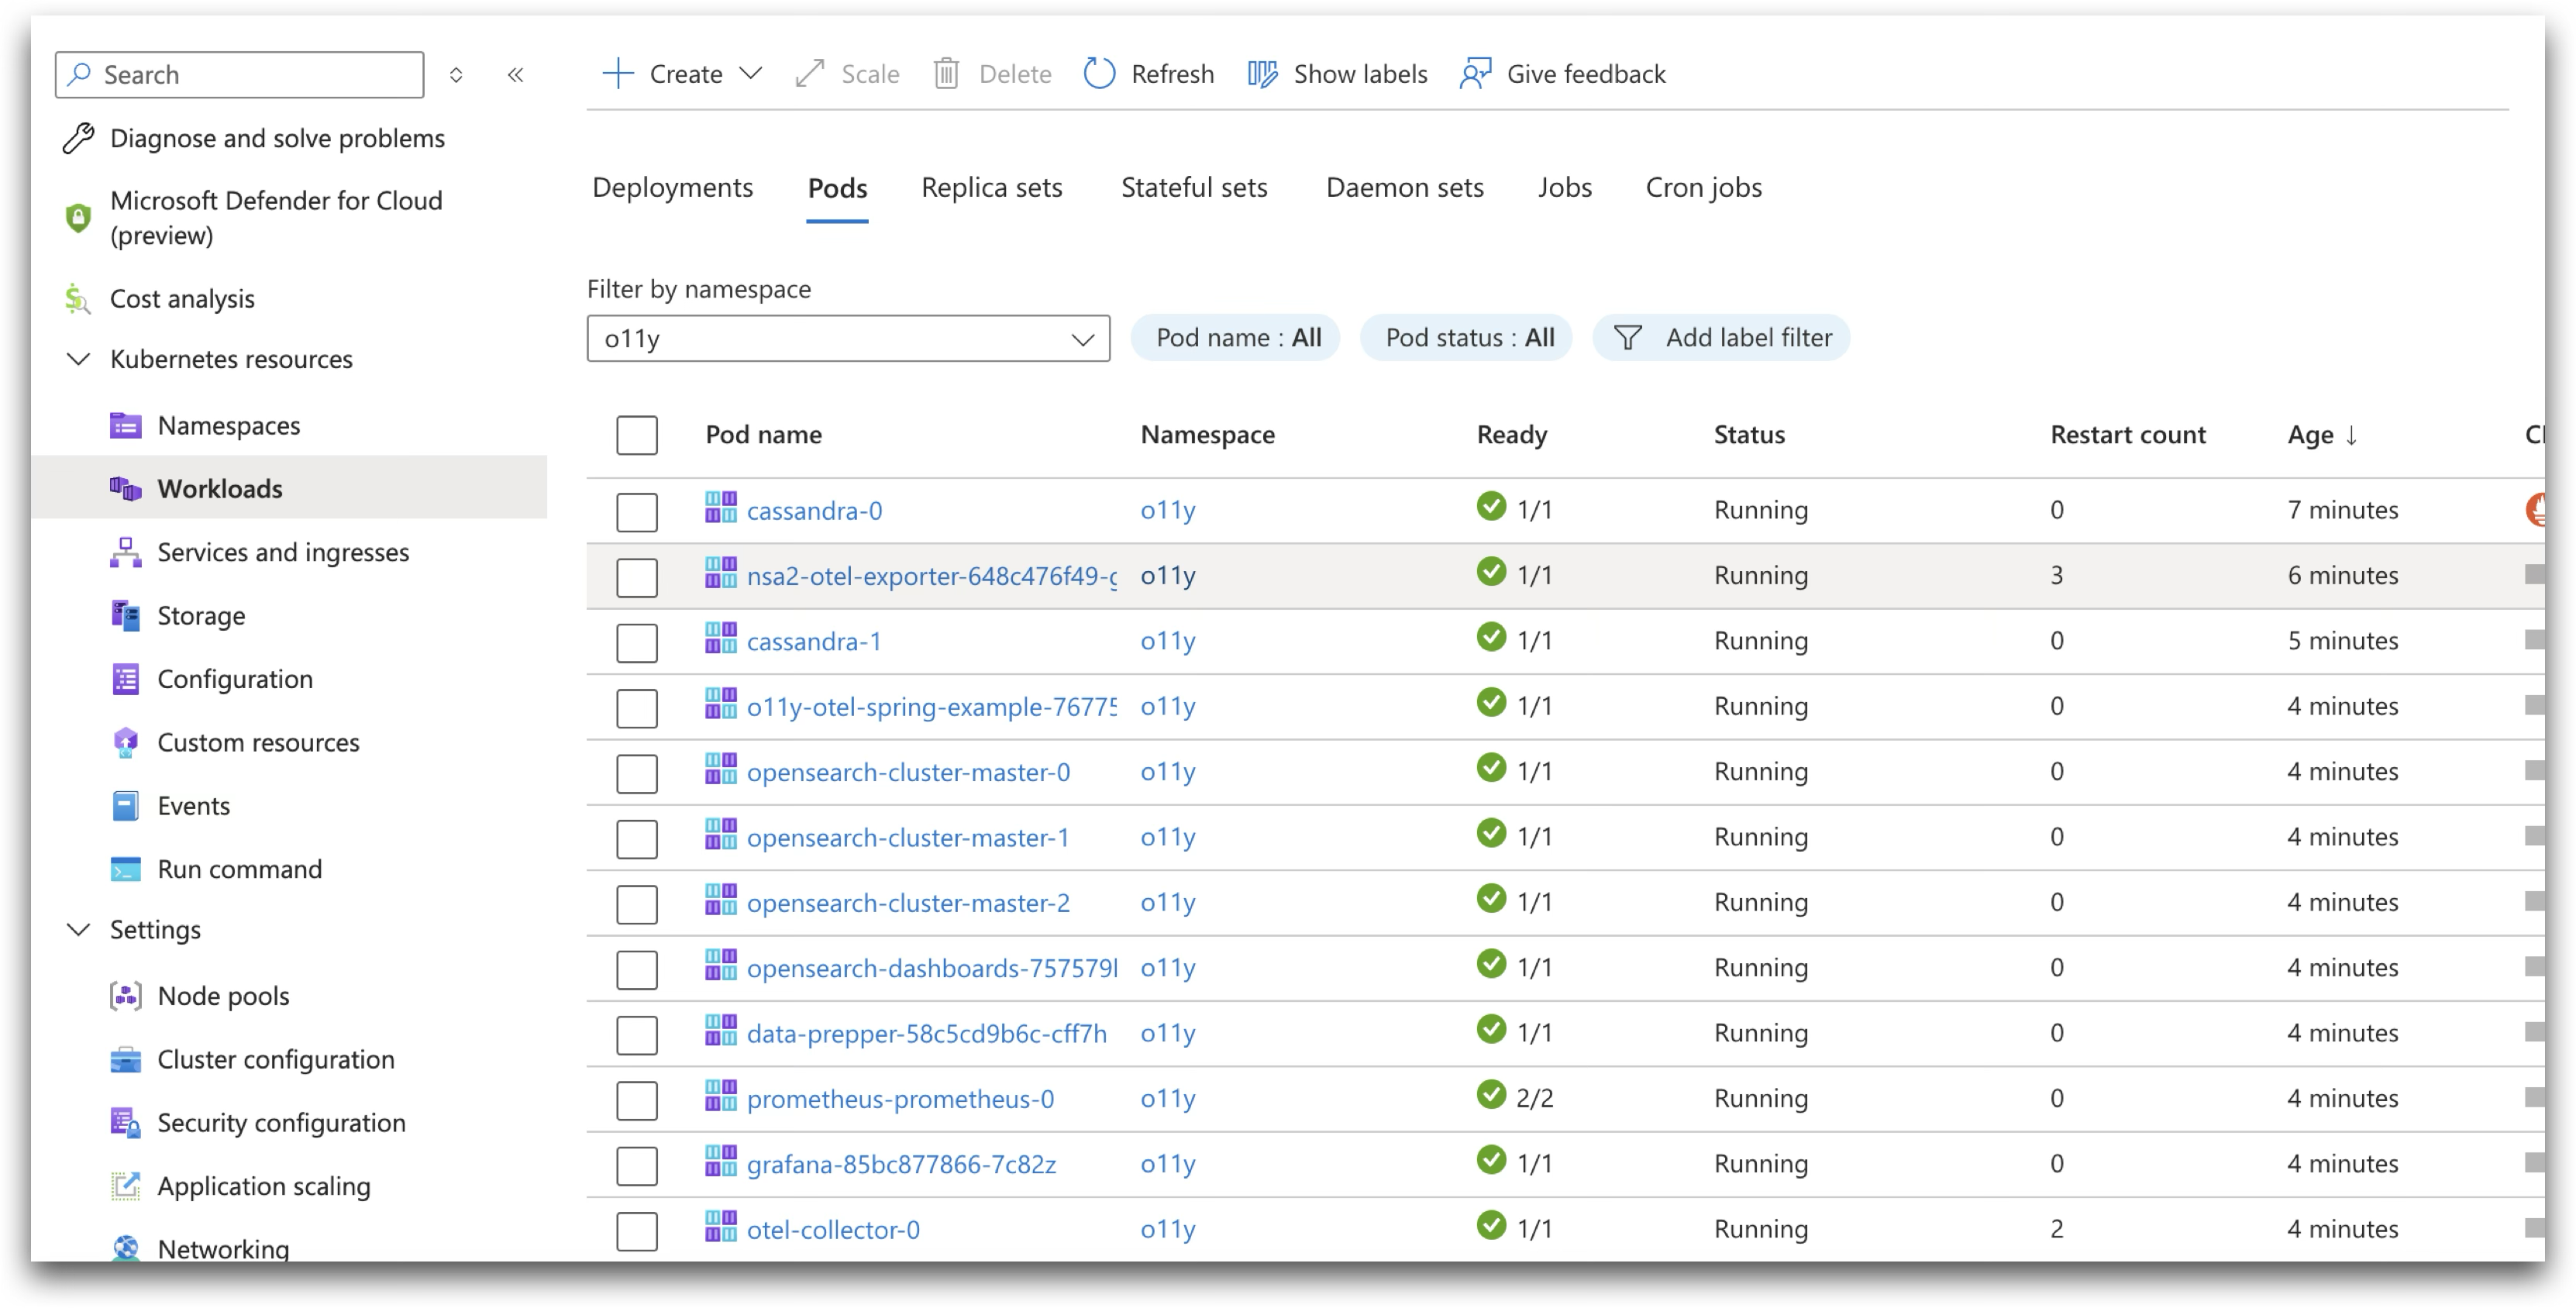 Search
Create
Scale
Delete
Refresh
Show labels
Give feedback
Diagnose and solve problems
Microsoft Defender for Cloud
(preview)
Cost analysis
Kubernetes resources
Namespaces
Workloads
Services and ingresses
Storage
Configuration
Custom resources
Events
Run command
Settings
Node pools
Cluster configuration
Security configuration
Application scaling
Networking
Deployments Pods Replica sets Stateful sets Daemon sets Jobs Cron jobs
Filter by namespace
o11y
Pod name : All
Pod status : All
Add label filter
Pod name Namespace Ready Status Restart count Age ↓
cassandra-0 o11y 1/1 Running 0 7 minutes
nsa2-otel-exporter-648c476f49-g o11y 1/1 Running 3 6 minutes
cassandra-1 o11y 1/1 Running 0 5 minutes
o11y-otel-spring-example-76775 o11y 1/1 Running 0 4 minutes
opensearch-cluster-master-0 o11y 1/1 Running 0 4 minutes
opensearch-cluster-master-1 o11y 1/1 Running 0 4 minutes
opensearch-cluster-master-2 o11y 1/1 Running 0 4 minutes
opensearch-dashboards-757579 o11y 1/1 Running 0 4 minutes
data-prepper-58c5cd9b6c-cff7h o11y 1/1 Running 0 4 minutes
prometheus-prometheus-0 o11y 2/2 Running 0 4 minutes
grafana-85bc877866-7c82z o11y 1/1 Running 0 4 minutes
otel-collector-0 o11y 1/1 Running 2 4 minutes